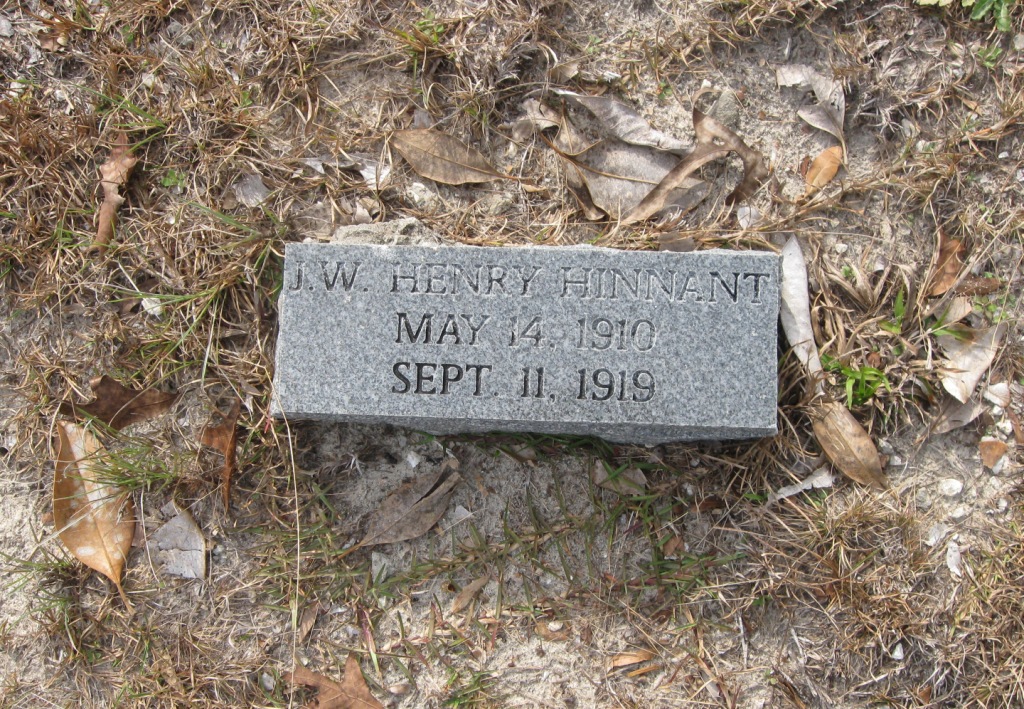 J.W. HENRY HINNANT
MAY 14, 1910
SEPT. 11, 1919